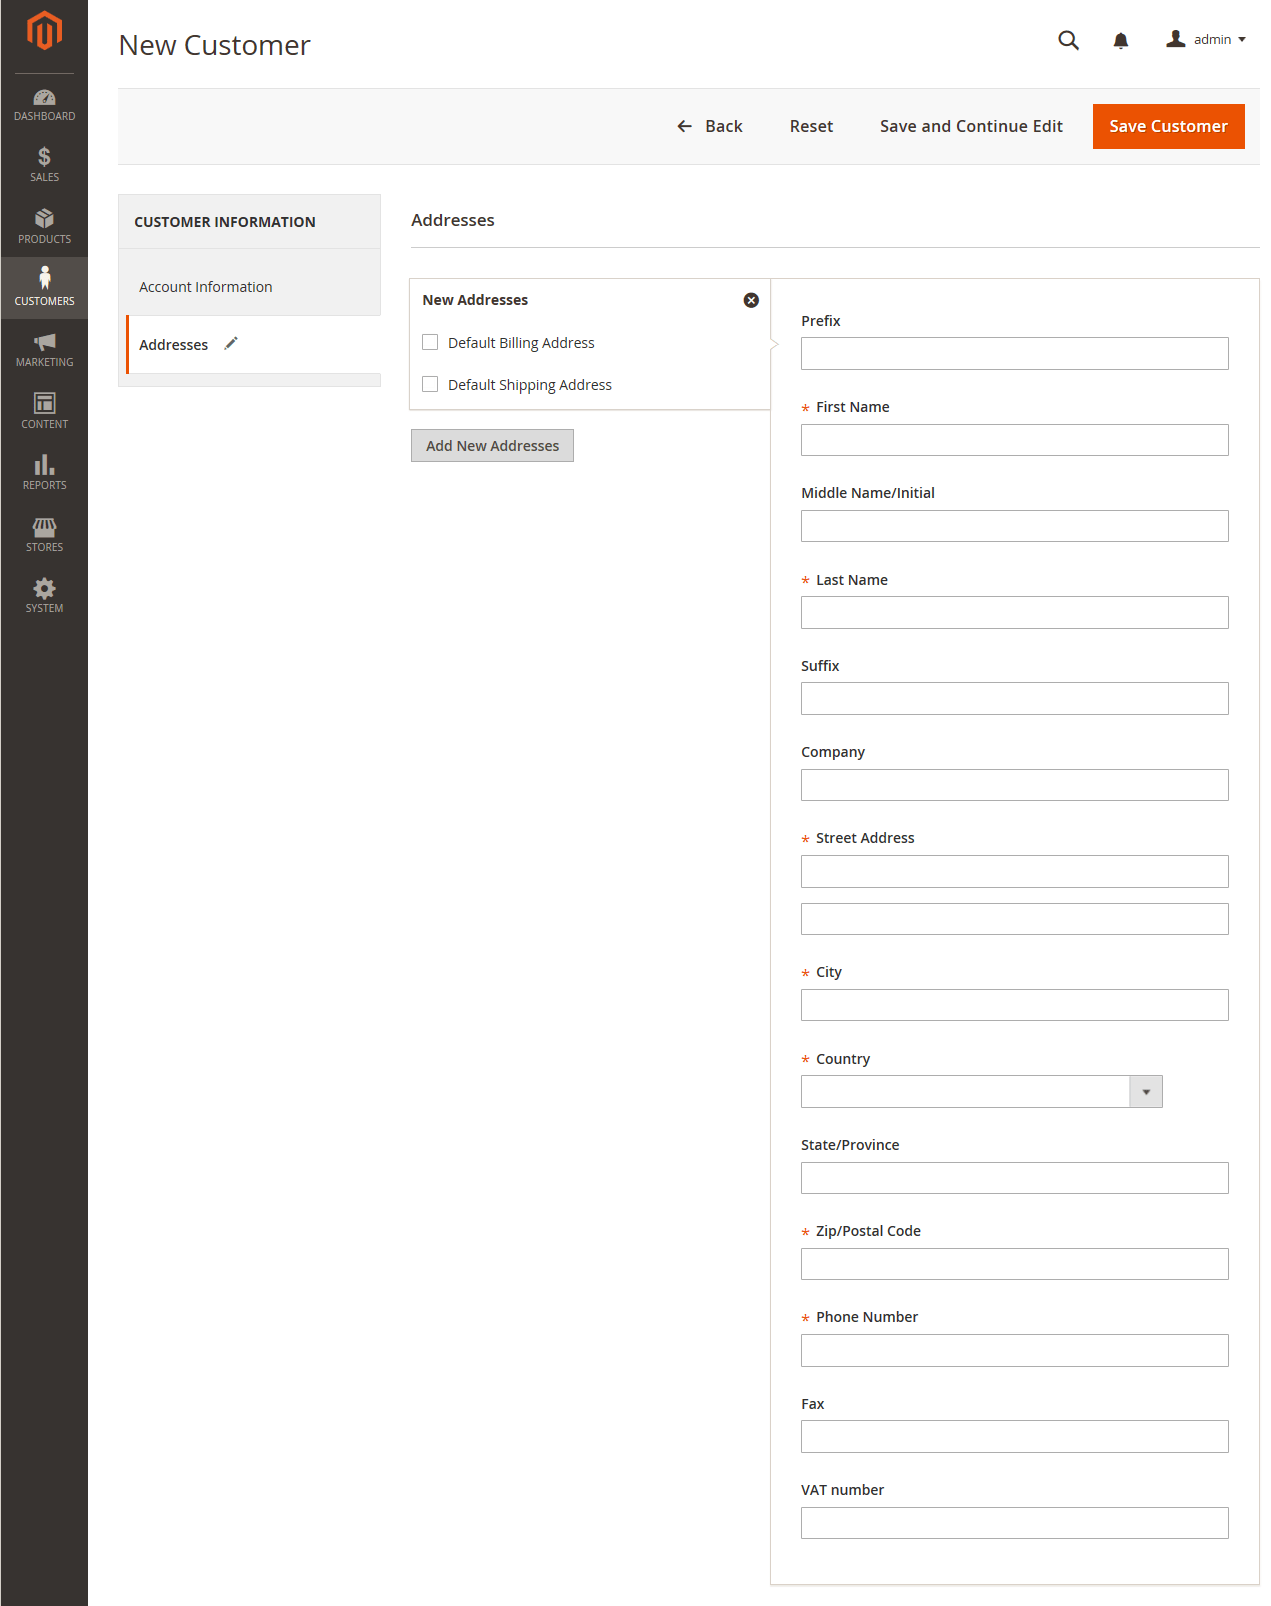 New Customer
admin
DASHBOARD
SALES
PRODUCTS
CUSTOMERS
MARKETING
CONTENT
REPORTS
STORES
SYSTEM
Back
Reset
Save and Continue Edit
Save Customer
CUSTOMER INFORMATION
Account Information
Addresses
Addresses
New Addresses
Default Billing Address
Default Shipping Address
Add New Addresses
Prefix
* First Name
Middle Name/Initial
* Last Name
Suffix
Company
* Street Address
* City
* Country
State/Province
* Zip/Postal Code
* Phone Number
Fax
VAT number